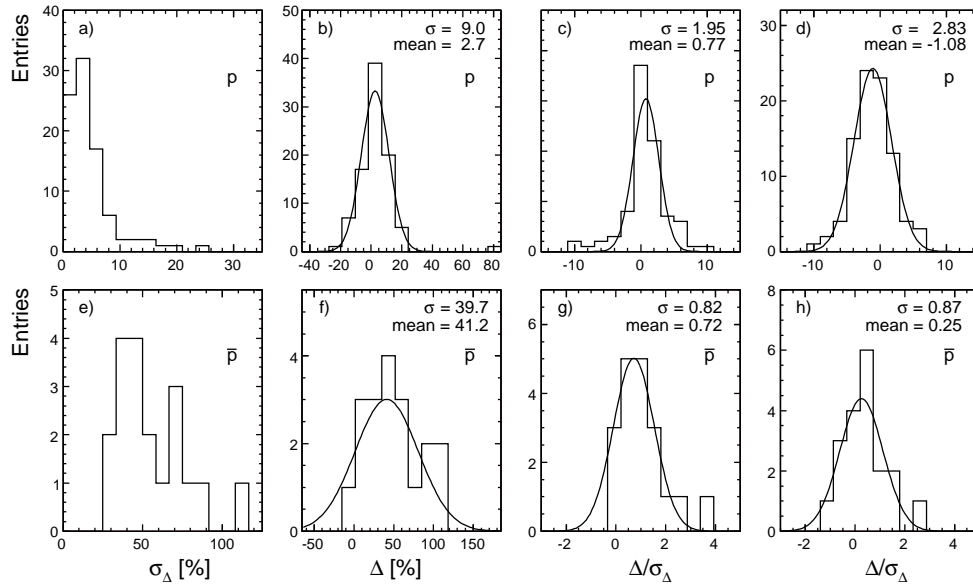 Entries
a)
p
40
30
20
10
0
0 10 20 30
b)
σ = 9.0
mean = 2.7
p
50
40
30
20
10
0
-40 -20 0 20 40 60 80
c)
σ = 1.95
mean = 0.77
p
-10 0 10
d)
σ = 2.83
mean = -1.08
p
30
20
10
0
-10 0 10
Entries
e)
p̅
5
4
3
2
1
0
0 50 100
σΔ [%]
f)
σ = 39.7
mean = 41.2
p̅
4
2
0
-50 0 50 100 150
Δ [%]
g)
σ = 0.82
mean = 0.72
p̅
6
4
2
0
-2 0 2 4
Δ/σΔ
h)
σ = 0.87
mean = 0.25
p̅
8
6
4
2
0
-2 0 2 4
Δ/σΔ